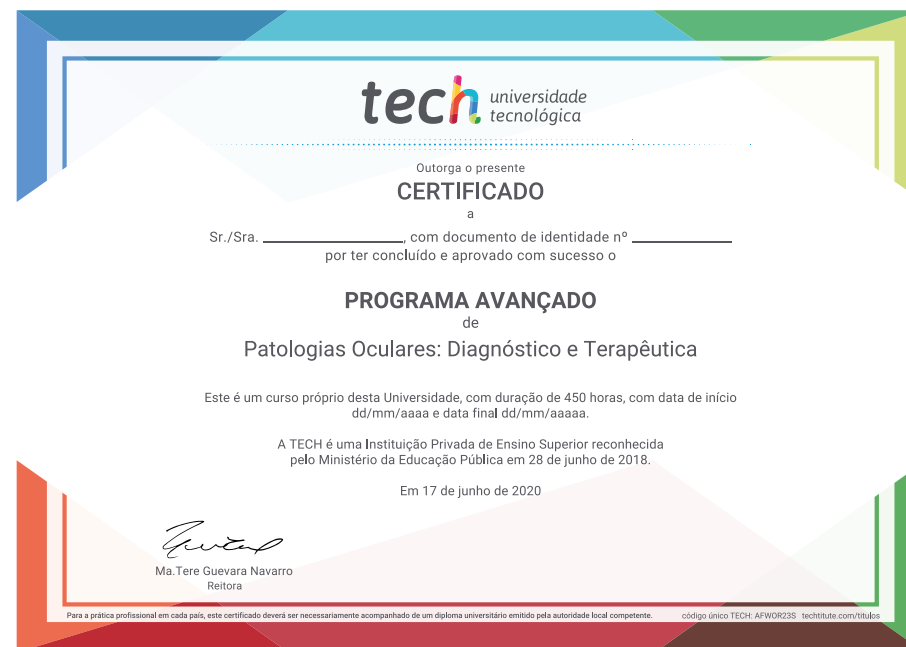 tech universidade
tecnológica
Outorga o presente
CERTIFICADO
a
Sr./Sra. ____________, com documento de identidade nº ____________
por ter concluído e aprovado com sucesso o
PROGRAMA AVANÇADO
de
Patologias Oculares: Diagnóstico e Terapêutica
Este é um curso próprio desta Universidade, com duração de 450 horas, com data de início
dd/mm/aaaa e data final dd/mm/aaaaa.
A TECH é uma Instituição Privada de Ensino Superior reconhecida
pelo Ministério da Educação Pública em 28 de junho de 2018.
Em 17 de junho de 2020
Ma.Tere Guevara Navarro
Reitora
Para a prática profissional em cada país, este certificado deverá ser necessariamente acompanhado de um diploma universitário emitido pela autoridade local competente. código único TECH: AFWOR23S techtitute.com/titulos